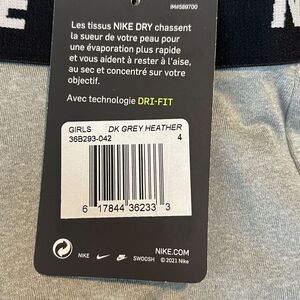 IM#589700
Les tissus NIKE DRY chassent
la sueur de votre peau pour
une évaporation plus rapide
et vous aident à rester à l'aise,
au sec et concentré sur votre
objectif.
Avec technologie DRI-FIT
GIRLS DK GREY HEATHER
36B293-042 4
6 17844 36233 3
NIKE SWOOSH
NIKE.COM
© 2021 Nike